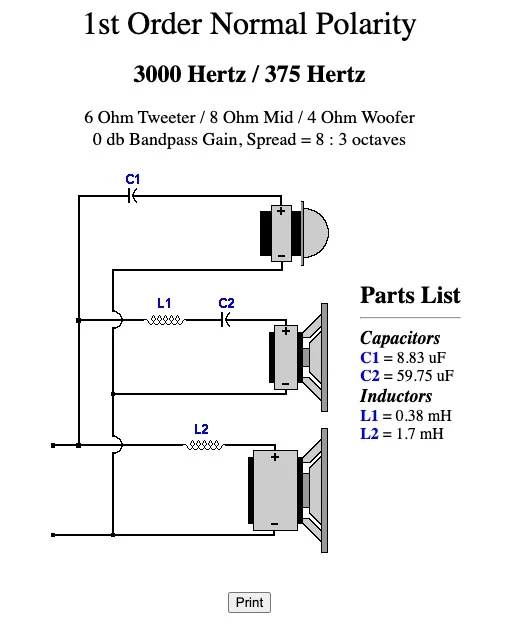 1st Order Normal Polarity
3000 Hertz / 375 Hertz
6 Ohm Tweeter / 8 Ohm Mid / 4 Ohm Woofer
0 db Bandpass Gain, Spread = 8 : 3 octaves
C1
+
−
L1
C2
+
−
L2
+
−
Parts List
Capacitors
C1 = 8.83 uF
C2 = 59.75 uF
Inductors
L1 = 0.38 mH
L2 = 1.7 mH
Print